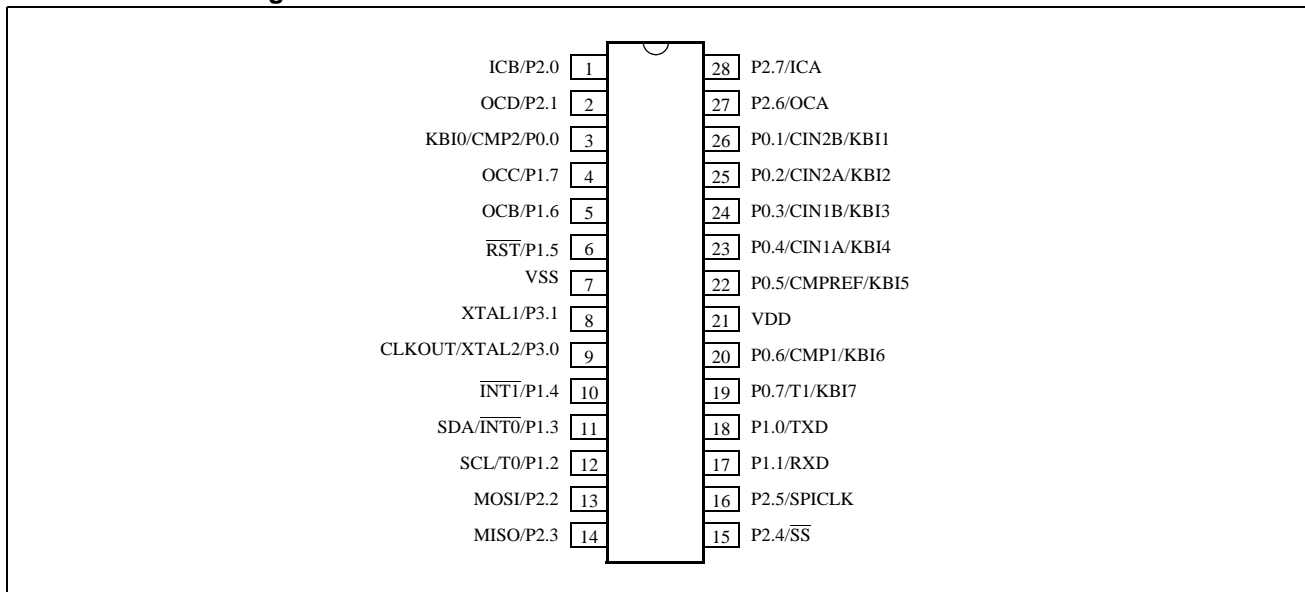 ICB/P2.0 1 28 P2.7/ICA
OCD/P2.1 2 27 P2.6/OCA
KBI0/CMP2/P0.0 3 26 P0.1/CIN2B/KBI1
OCC/P1.7 4 25 P0.2/CIN2A/KBI2
OCB/P1.6 5 24 P0.3/CIN1B/KBI3
R̅S̅T̅/P1.5 6 23 P0.4/CIN1A/KBI4
VSS 7 22 P0.5/CMPREF/KBI5
XTAL1/P3.1 8 21 VDD
CLKOUT/XTAL2/P3.0 9 20 P0.6/CMP1/KBI6
I̅N̅T̅1̅/P1.4 10 19 P0.7/T1/KBI7
SDA/I̅N̅T̅0̅/P1.3 11 18 P1.0/TXD
SCL/T0/P1.2 12 17 P1.1/RXD
MOSI/P2.2 13 16 P2.5/SPICLK
MISO/P2.3 14 15 P2.4/S̅S̅